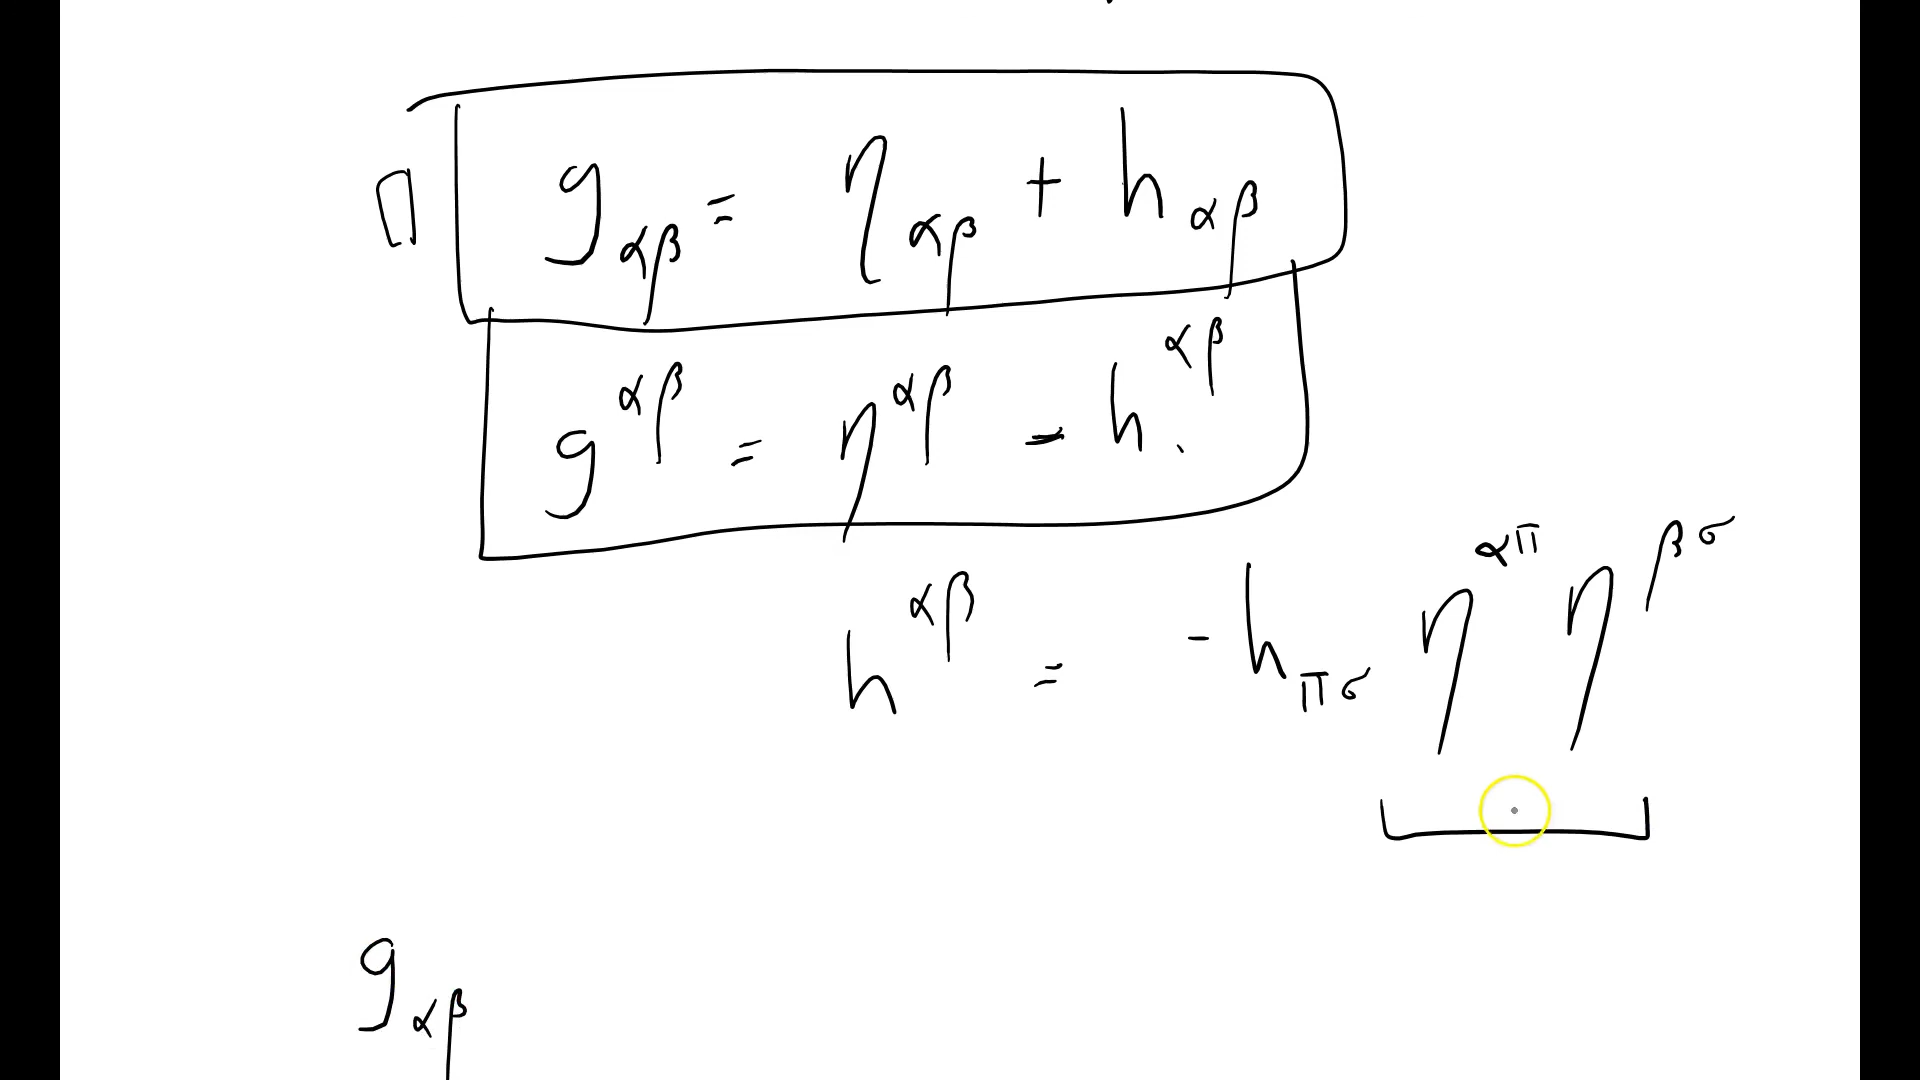 g_{αβ} = η_{αβ} + h_{αβ}
g^{αβ} = η^{αβ} - h^{αβ}.
h^{αβ} = - h_{πσ} η^{απ} η^{βσ}
g_{αβ}